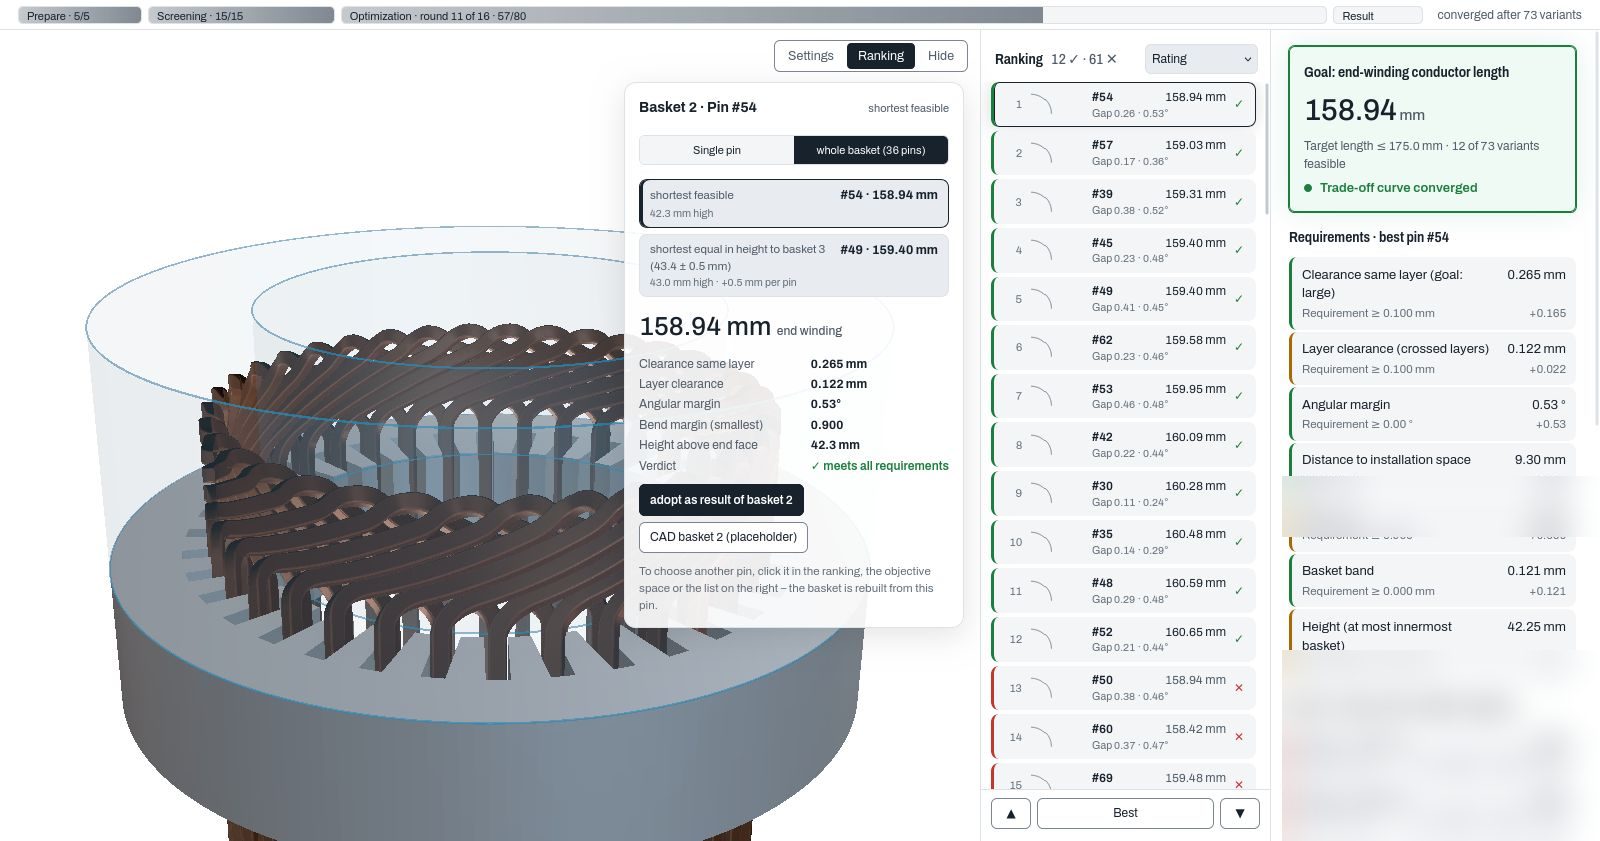 Prepare · 5/5
Screening · 15/15
Optimization · round 11 of 16 · 57/80
Result
converged after 73 variants
Settings
Ranking
Hide
Basket 2 · Pin #54
shortest feasible
Single pin
whole basket (36 pins)
shortest feasible
#54 · 158.94 mm
42.3 mm high
shortest equal in height to basket 3
#49 · 159.40 mm
(43.4 ± 0.5 mm)
43.0 mm high · +0.5 mm per pin
158.94 mm end winding
Clearance same layer 0.265 mm
Layer clearance 0.122 mm
Angular margin 0.53°
Bend margin (smallest) 0.900
Height above end face 42.3 mm
Verdict ✓ meets all requirements
adopt as result of basket 2
CAD basket 2 (placeholder)
To choose another pin, click it in the ranking, the objective
space or the list on the right – the basket is rebuilt from this
pin.
Ranking 12 ✓ · 61 ✕
Rating
1 #54 158.94 mm ✓
Gap 0.26 · 0.53°
2 #57 159.03 mm ✓
Gap 0.17 · 0.36°
3 #39 159.31 mm ✓
Gap 0.38 · 0.52°
4 #45 159.40 mm ✓
Gap 0.23 · 0.48°
5 #49 159.40 mm ✓
Gap 0.41 · 0.45°
6 #62 159.58 mm ✓
Gap 0.23 · 0.46°
7 #53 159.95 mm ✓
Gap 0.46 · 0.48°
8 #42 160.09 mm ✓
Gap 0.22 · 0.44°
9 #30 160.28 mm ✓
Gap 0.11 · 0.24°
10 #35 160.48 mm ✓
Gap 0.14 · 0.29°
11 #48 160.59 mm ✓
Gap 0.29 · 0.48°
12 #52 160.65 mm ✓
Gap 0.21 · 0.44°
13 #50 158.94 mm ✕
Gap 0.38 · 0.46°
14 #60 158.42 mm ✕
Gap 0.37 · 0.47°
15 #69 159.48 mm ✕
▲
Best
▼
Goal: end-winding conductor length
158.94 mm
Target length ≤ 175.0 mm · 12 of 73 variants
feasible
Trade-off curve converged
Requirements · best pin #54
Clearance same layer (goal: 0.265 mm
large)
Requirement ≥ 0.100 mm +0.165
Layer clearance (crossed layers) 0.122 mm
Requirement ≥ 0.100 mm +0.022
Angular margin 0.53 °
Requirement ≥ 0.00 ° +0.53
Distance to installation space 9.30 mm
Basket band 0.121 mm
Requirement ≥ 0.000 mm +0.121
Height (at most innermost 42.25 mm
basket)